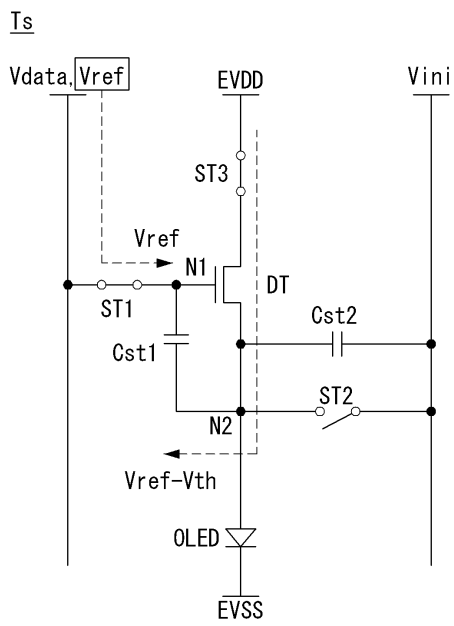 Ts
Vdata, Vref
EVDD
Vini
ST3
Vref
N1
DT
ST1
Cst2
Cst1
ST2
N2
Vref-Vth
OLED
EVSS